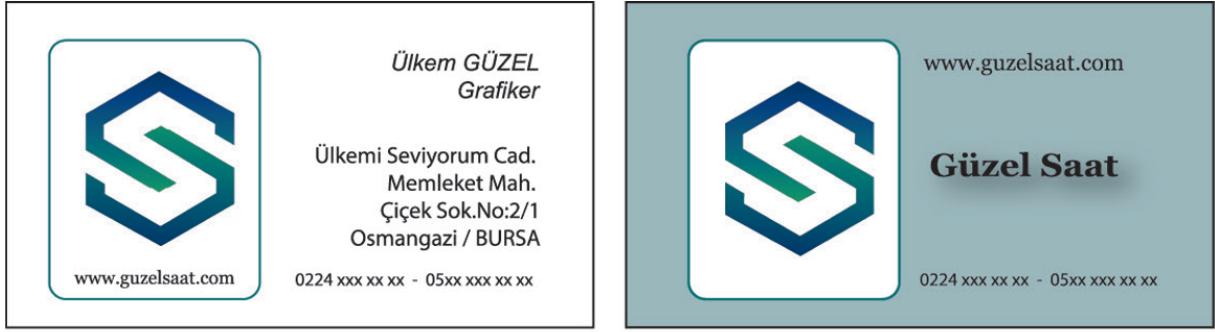 Ülkem GÜZEL
Grafiker
Ülkemi Seviyorum Cad.
Memleket Mah.
Çiçek Sok.No:2/1
Osmangazi / BURSA
www.guzelsaat.com
0224 xxx xx xx - 05xx xxx xx xx
www.guzelsaat.com
Güzel Saat
0224 xxx xx xx - 05xx xxx xx xx